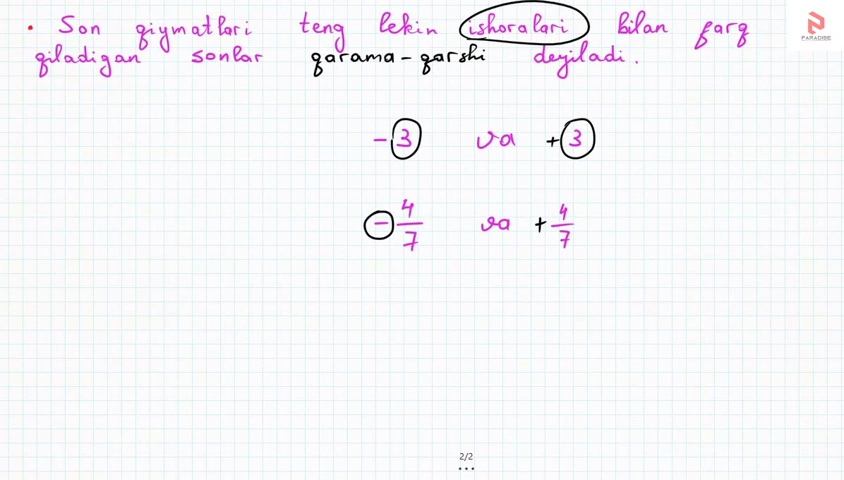 • Son qiymatlari teng lekin ishoralari bilan farq
PARADISE
qiladigan sonlar qarama-qarshi deyiladi.
-3 va +3
-4/7 va +4/7
2/2